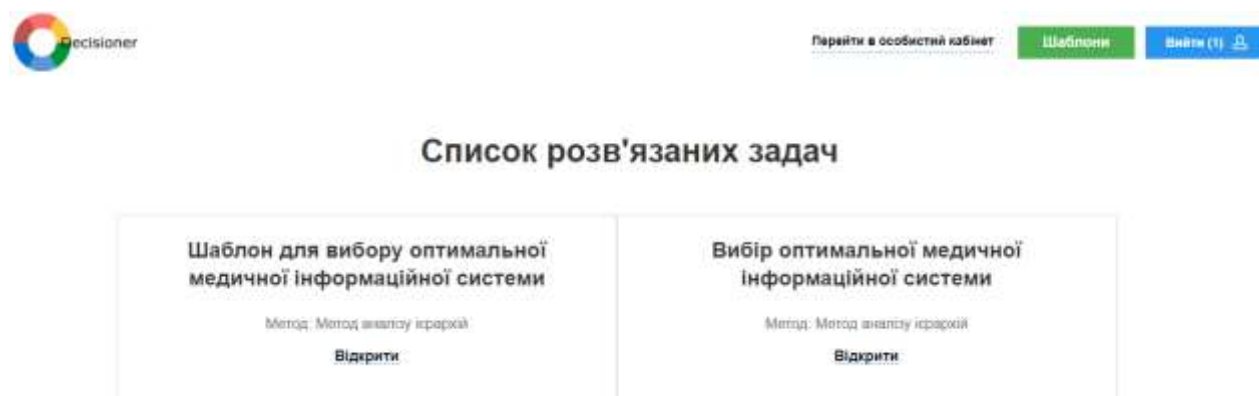 Decisioner
Перейти в особистий кабінет
Шаблони
Вийти (1)
Список розв'язаних задач
Шаблон для вибору оптимальної
медичної інформаційної системи
Метод: Метод аналізу ієрархій
Відкрити
Вибір оптимальної медичної
інформаційної системи
Метод: Метод аналізу ієрархій
Відкрити